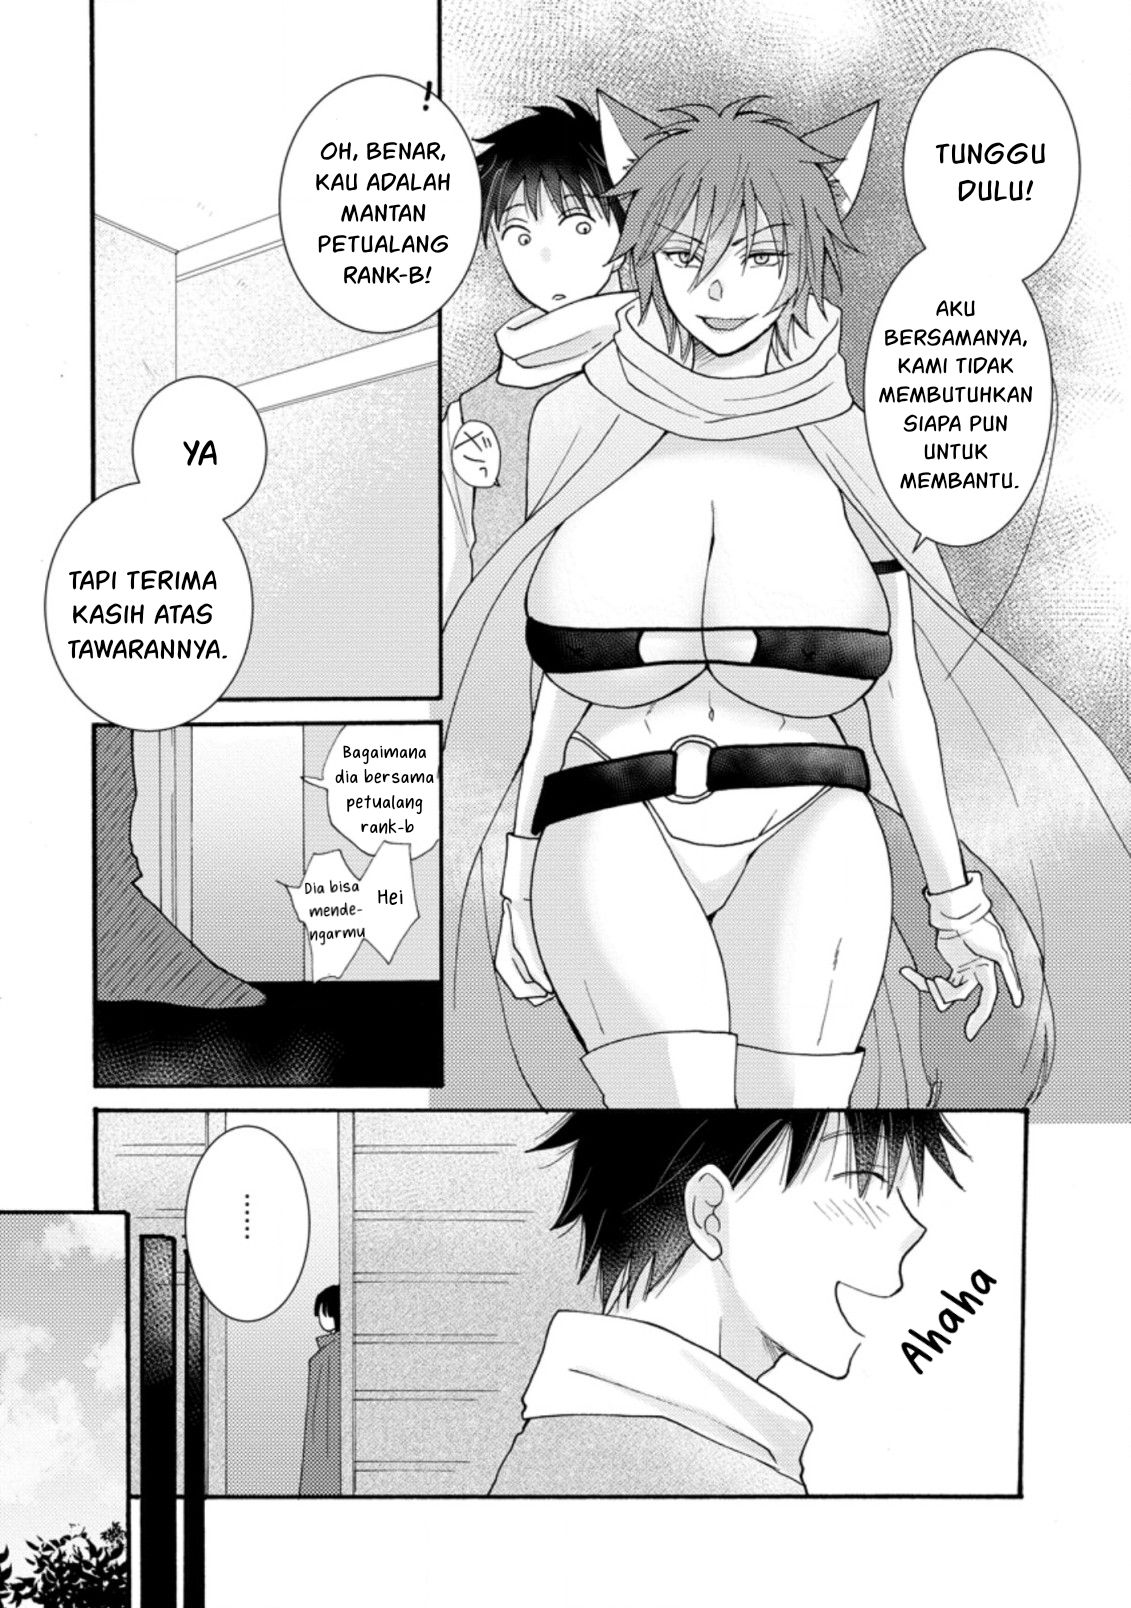 TUNGGU
DULU!
AKU
BERSAMANYA,
KAMI TIDAK
MEMBUTUHKAN
SIAPA PUN
UNTUK
MEMBANTU.
!
OH, BENAR,
KAU ADALAH
MANTAN
PETUALANG
RANK-B!
YA
TAPI TERIMA
KASIH ATAS
TAWARANNYA.
Bagaimana
dia bersama
petualang
rank-b
Hei
Dia bisa
mende-
ngarmu
Ahaha
......